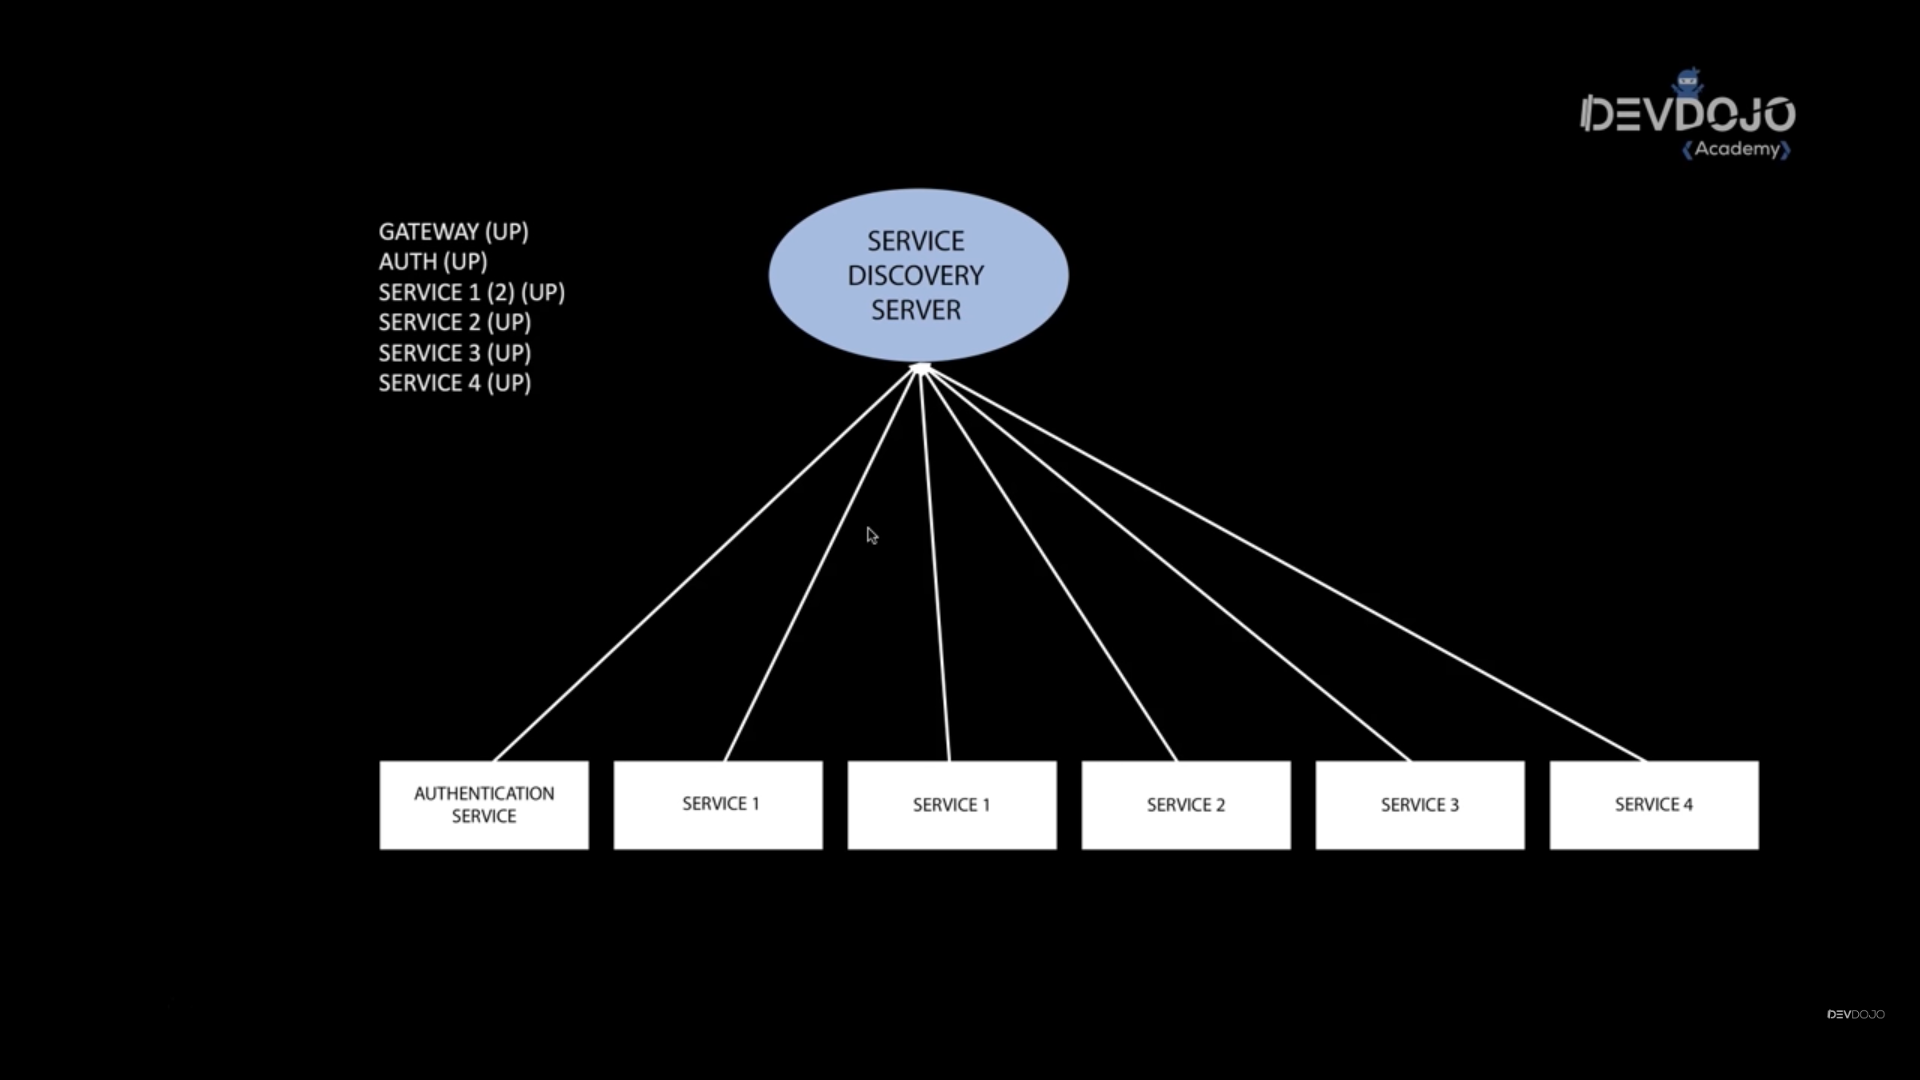 DEVDOJO
Academy
GATEWAY (UP)
AUTH (UP)
SERVICE 1 (2) (UP)
SERVICE 2 (UP)
SERVICE 3 (UP)
SERVICE 4 (UP)
SERVICE
DISCOVERY
SERVER
AUTHENTICATION
SERVICE
SERVICE 1
SERVICE 1
SERVICE 2
SERVICE 3
SERVICE 4
DEVDOJO